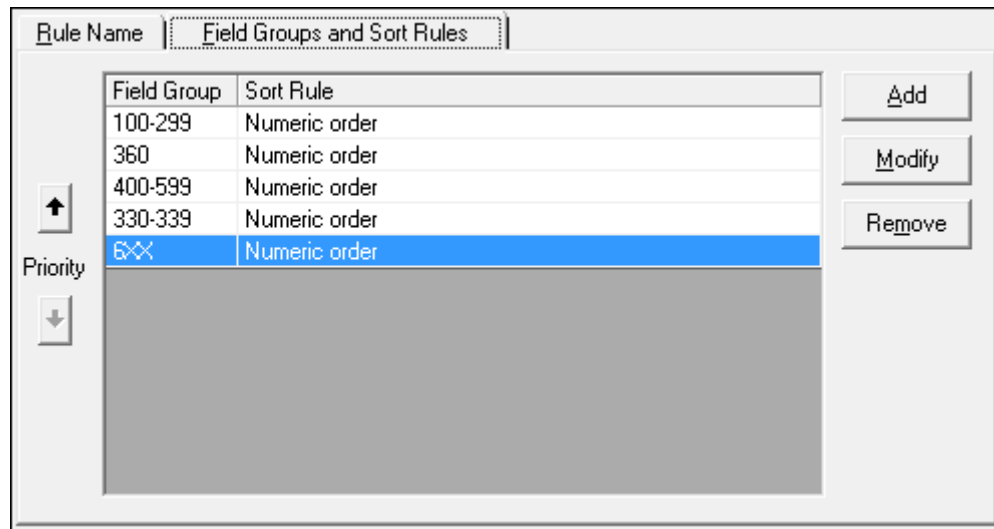 Rule Name Field Groups and Sort Rules
Field Group Sort Rule
100-299 Numeric order
360 Numeric order
400-599 Numeric order
330-339 Numeric order
6XX Numeric order
Priority
Add
Modify
Remove